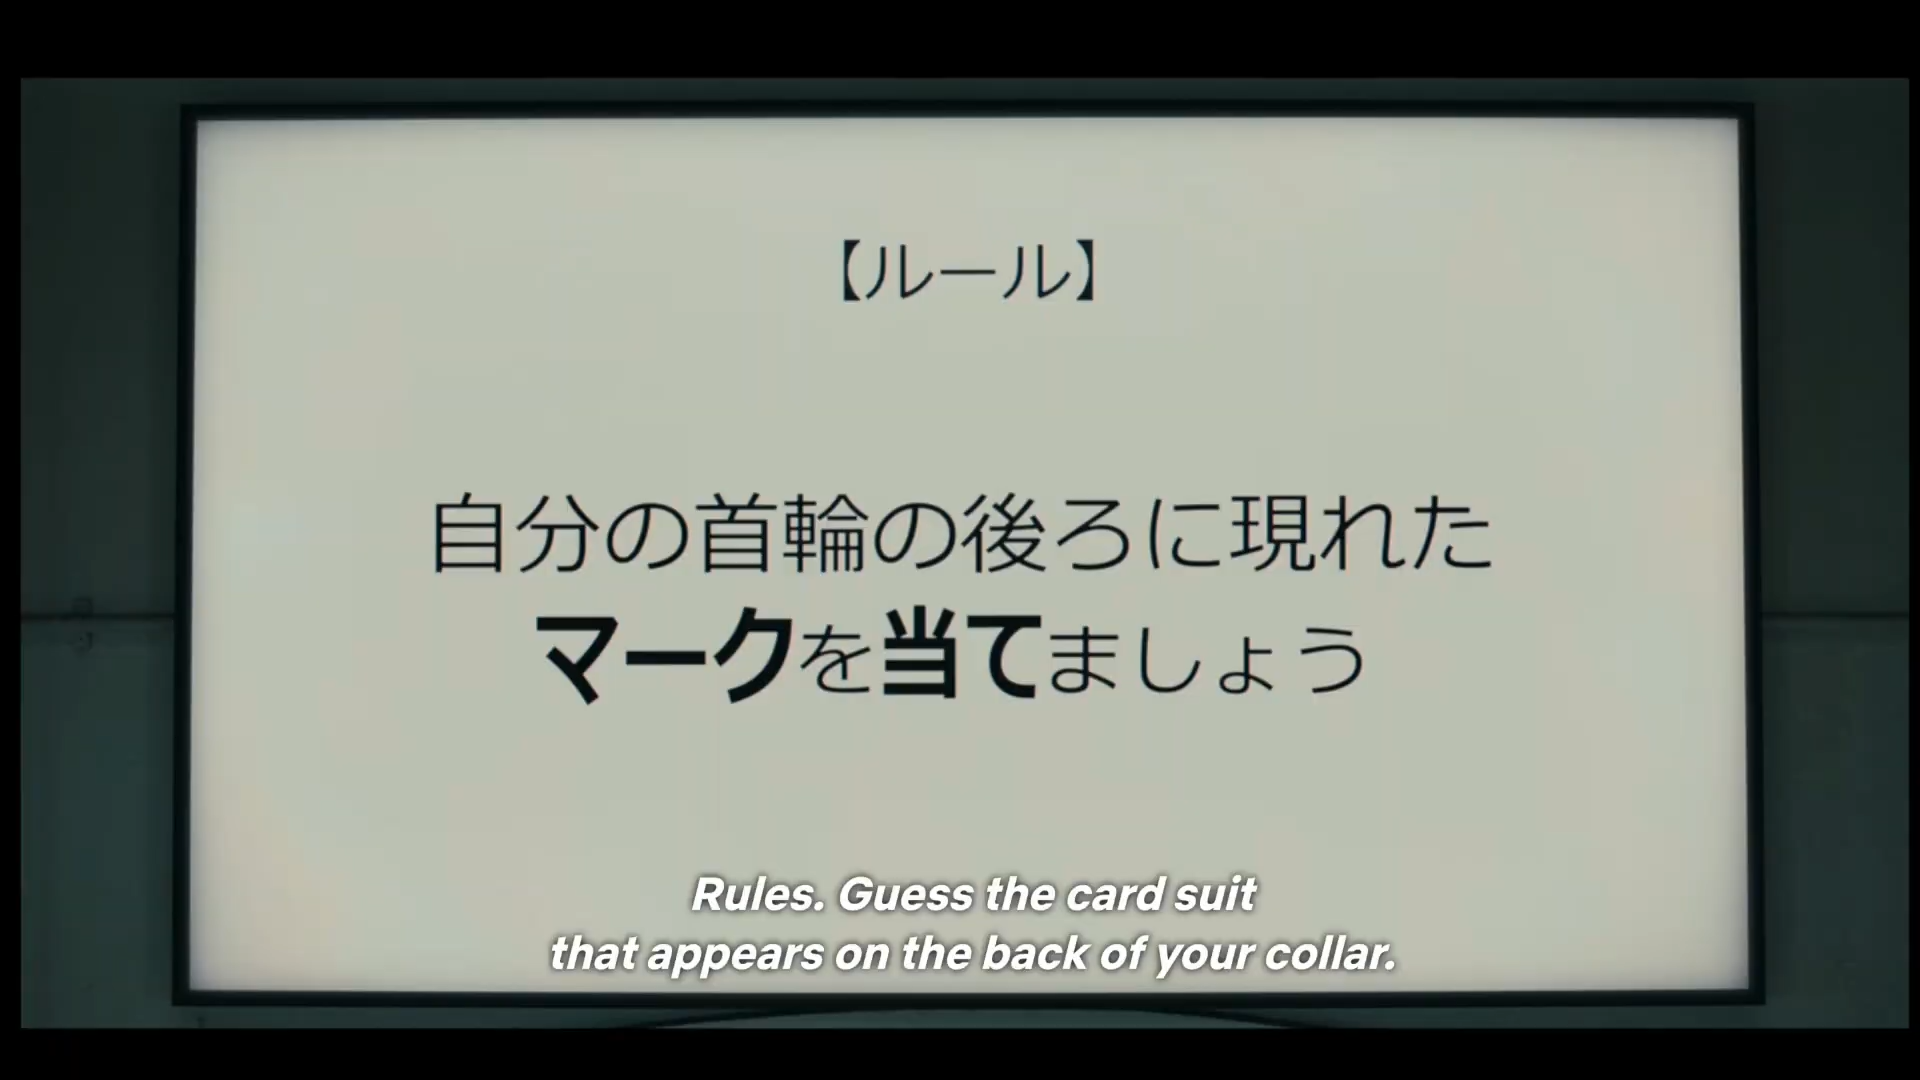 【ルール】
自分の首輪の後ろに現れた
マークを当てましょう
Rules. Guess the card suit
that appears on the back of your collar.